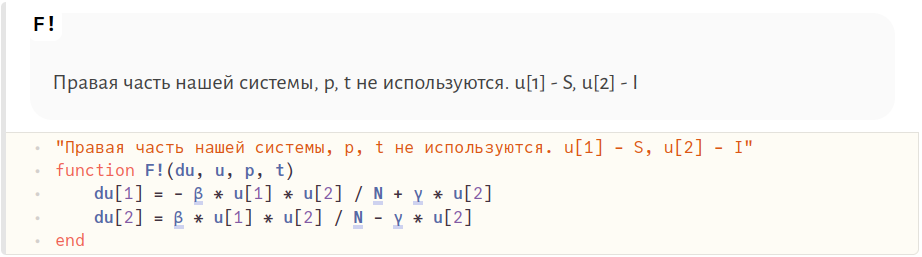 F!
Правая часть нашей системы, p, t не используются. u[1] - S, u[2] - I
"Правая часть нашей системы, p, t не используются. u[1] - S, u[2] - I"
function F!(du, u, p, t)
du[1] = - β * u[1] * u[2] / N + γ * u[2]
du[2] = β * u[1] * u[2] / N - γ * u[2]
end